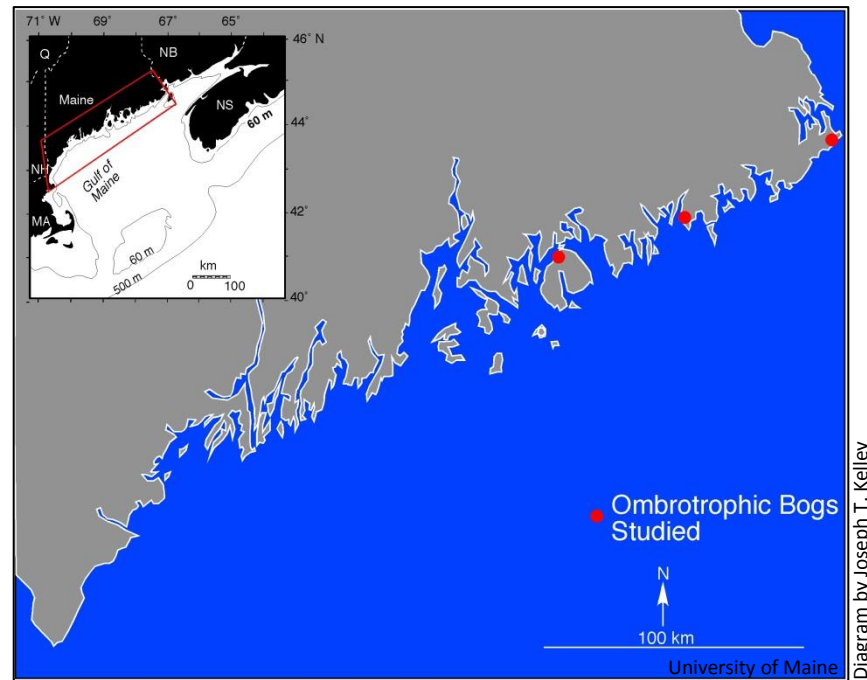 71° W 69° 67° 65°
46° N
Q
NB
Maine
NS
60 m
44°
NH
Gulf of
Maine
MA
42°
60 m
km
500 m
0 100
40°
Ombrotrophic Bogs
Studied
N
100 km
University of Maine
Diagram by Joseph T. Kelley